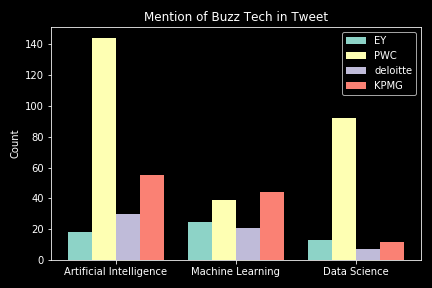 Mention of Buzz Tech in Tweet
EY
PWC
deloitte
KPMG
Count
140
120
100
80
60
40
20
0
Artificial Intelligence
Machine Learning
Data Science